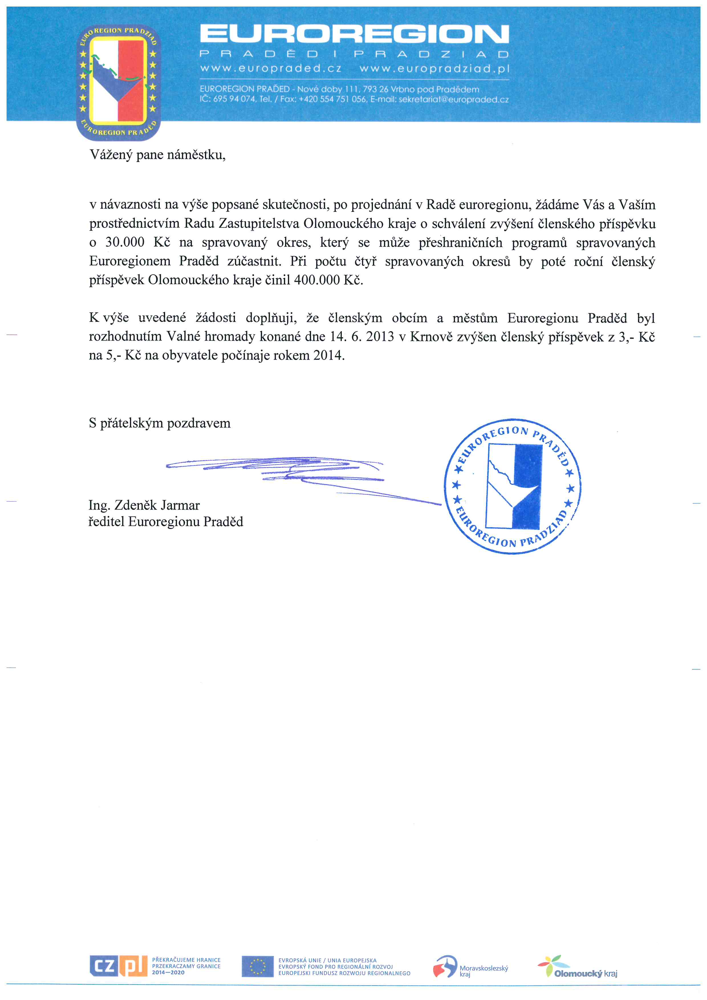 EUROREGION PRADZIAD
EUROREGION PRADĚD
EUROREGION
PRADĚD I PRADZIAD
www.europraded.cz www.europradziad.pl
EUROREGION PRAĎED - Nové doby 111, 793 26 Vrbno pod Pradědem
IČ: 695 94 074, Tel. / Fax: +420 554 751 056, E-mail: sekretariat@europraded.cz
Vážený pane náměstku,
v návaznosti na výše popsané skutečnosti, po projednání v Radě euroregionu, žádáme Vás a Vaším
prostřednictvím Radu Zastupitelstva Olomouckého kraje o schválení zvýšení členského příspěvku
o 30.000 Kč na spravovaný okres, který se může přeshraničních programů spravovaných
Euroregionem Praděd zúčastnit. Při počtu čtyř spravovaných okresů by poté roční členský
příspěvek Olomouckého kraje činil 400.000 Kč.
K výše uvedené žádosti doplňuji, že členským obcím a městům Euroregionu Praděd byl
rozhodnutím Valné hromady konané dne 14. 6. 2013 v Krnově zvýšen členský příspěvek z 3,- Kč
na 5,- Kč na obyvatele počínaje rokem 2014.
S přátelským pozdravem
EUROREGION PRADĚD
EUROREGION PRADZIAD
Ing. Zdeněk Jarmar
ředitel Euroregionu Praděd
CZ PL
PŘEKRAČUJEME HRANICE
PRZEKRACZAMY GRANICE
2014—2020
EVROPSKÁ UNIE / UNIA EUROPEJSKA
EVROPSKÝ FOND PRO REGIONÁLNÍ ROZVOJ
EUROPEJSKI FUNDUSZ ROZWOJU REGIONALNEGO
Moravskoslezský
kraj
Olomoucký kraj